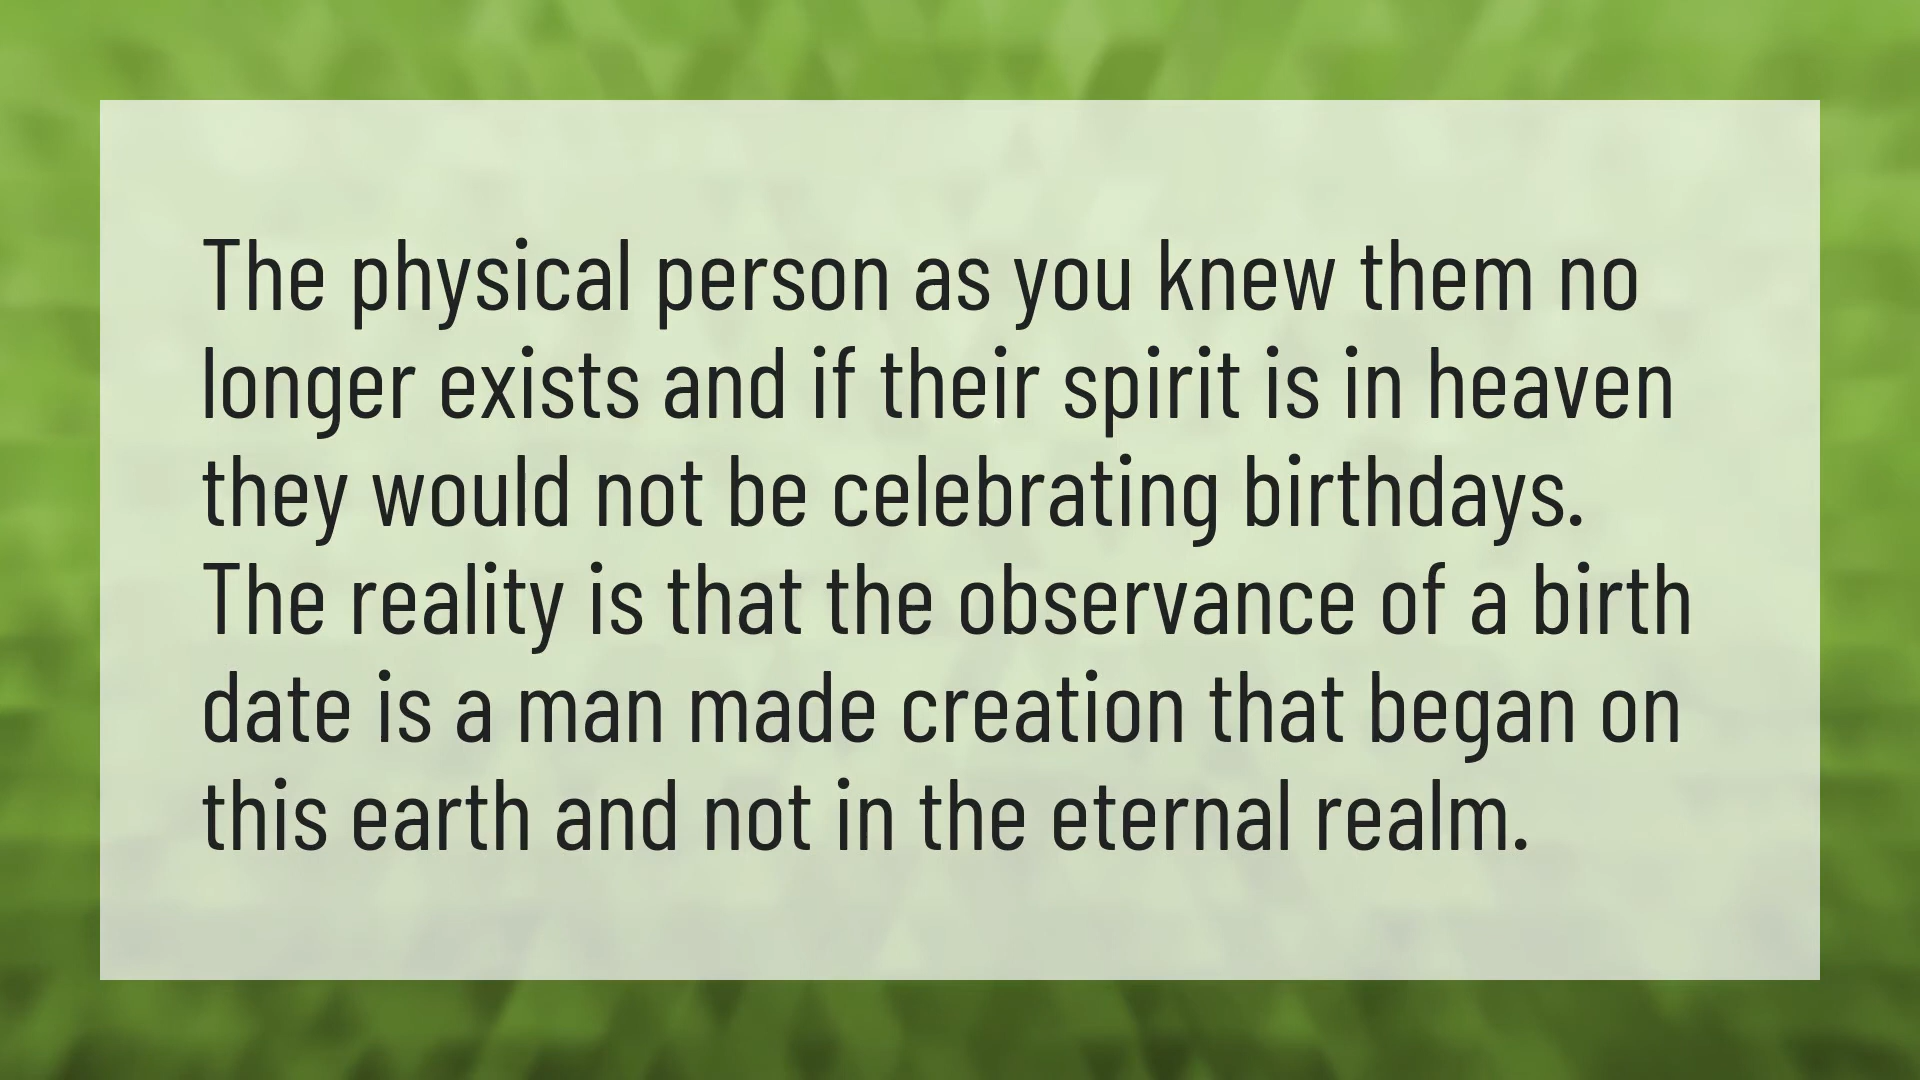 The physical person as you knew them no
longer exists and if their spirit is in heaven
they would not be celebrating birthdays.
The reality is that the observance of a birth
date is a man made creation that began on
this earth and not in the eternal realm.